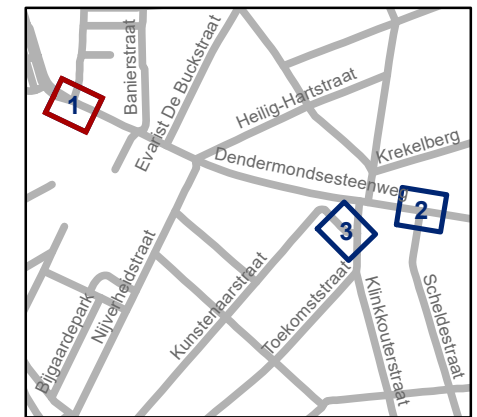 1
Banierstraat
Evarist De Buckstraat
Heilig-Hartstraat
Krekelberg
Dendermondsesteenweg
2
3
Nijverheidstraat
Bijgaardepark
Kunstenaarstraat
Toekomststraat
Klinkkouterstraat
Scheldestraat